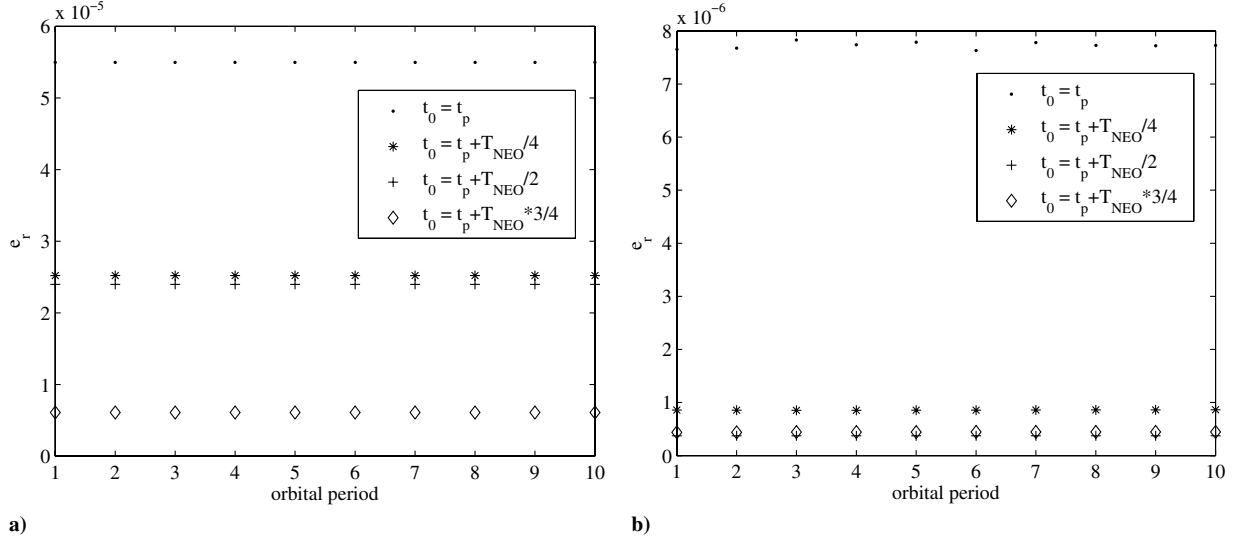 x 10⁻⁵
6
5
4
3
2
1
0
e_r
t_0 = t_p
t_0 = t_p+T_NEO/4
t_0 = t_p+T_NEO/2
t_0 = t_p+T_NEO*3/4
1 2 3 4 5 6 7 8 9 10
orbital period
a)
x 10⁻⁶
8
7
6
5
4
3
2
1
0
e_r
t_0 = t_p
t_0 = t_p+T_NEO/4
t_0 = t_p+T_NEO/2
t_0 = t_p+T_NEO*3/4
1 2 3 4 5 6 7 8 9 10
orbital period
b)